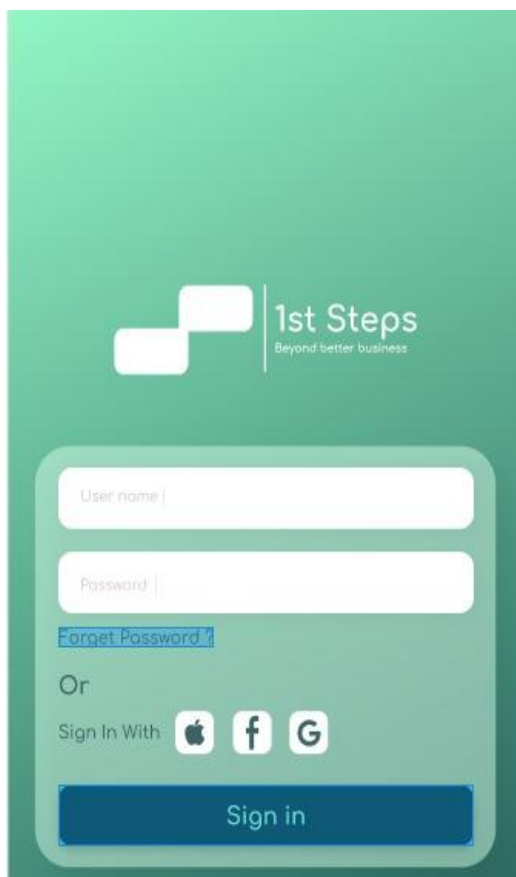 1st Steps
Beyond better business
User name
Password
Forget Password ?
Or
Sign In With
Sign in